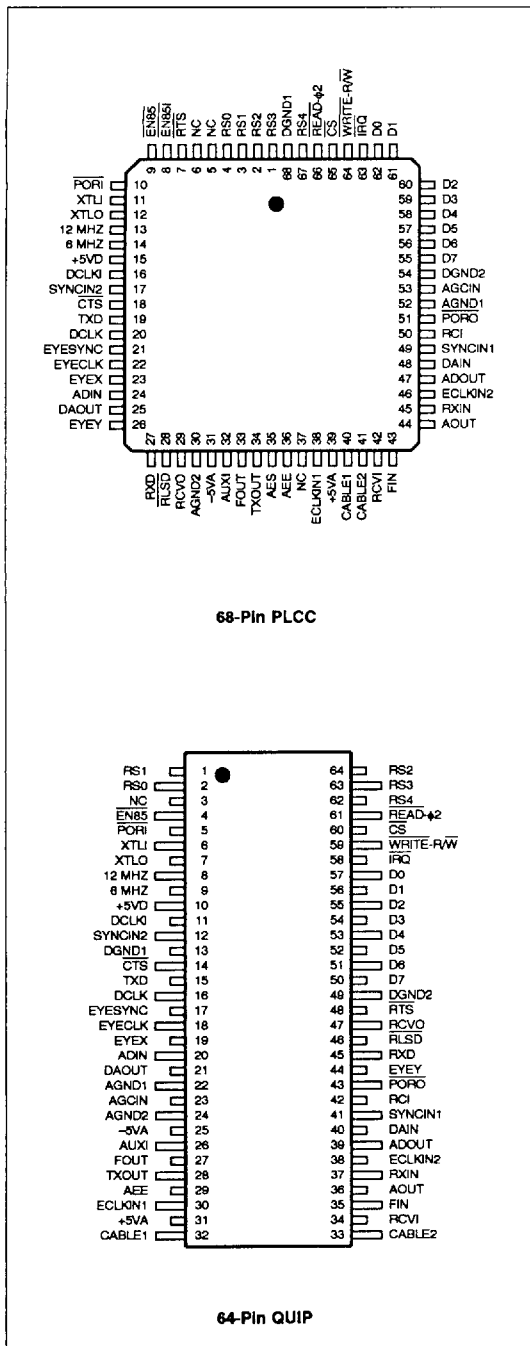 EN85
EN85I
RTS
NC
NC
RS0
RS1
RS2
RS3
DGND1
RS4
READ-ϕ2
CS
WRITE-R/W
IRQ
D0
D1
9 8 7 6 5 4 3 2 1 68 67 66 65 64 63 62 61
PORI 10
XTLI 11
XTLO 12
12 MHZ 13
6 MHZ 14
+5VD 15
DCLKI 16
SYNCIN2 17
CTS 18
TXD 19
DCLK 20
EYESYNC 21
EYECLK 22
EYEX 23
ADIN 24
DAOUT 25
EYEY 26
60 D2
59 D3
58 D4
57 D5
56 D6
55 D7
54 DGND2
53 AGCIN
52 AGND1
51 PORO
50 RCI
49 SYNCIN1
48 DAIN
47 ADOUT
46 ECLKIN2
45 RXIN
44 AOUT
27 28 29 30 31 32 33 34 35 36 37 38 39 40 41 42 43
RXD
RLSD
RCVO
AGND2
-5VA
AUXI
FOUT
TXOUT
AES
AEE
NC
ECLKIN1
+5VA
CABLE1
CABLE2
RCVI
FIN
68-Pin PLCC
RS1 1 64 RS2
RS0 2 63 RS3
NC 3 62 RS4
EN85 4 61 READ-ϕ2
PORI 5 60 CS
XTLI 6 59 WRITE-R/W
XTLO 7 58 IRQ
12 MHZ 8 57 D0
6 MHZ 9 56 D1
+5VD 10 55 D2
DCLKI 11 54 D3
SYNCIN2 12 53 D4
DGND1 13 52 D5
CTS 14 51 D6
TXD 15 50 D7
DCLK 16 49 DGND2
EYESYNC 17 48 RTS
EYECLK 18 47 RCVO
EYEX 19 46 RLSD
ADIN 20 45 RXD
DAOUT 21 44 EYEY
AGND1 22 43 PORO
AGCIN 23 42 RCI
AGND2 24 41 SYNCIN1
-5VA 25 40 DAIN
AUXI 26 39 ADOUT
FOUT 27 38 ECLKIN2
TXOUT 28 37 RXIN
AEE 29 36 AOUT
ECLKIN1 30 35 FIN
+5VA 31 34 RCVI
CABLE1 32 33 CABLE2
64-Pin QUIP